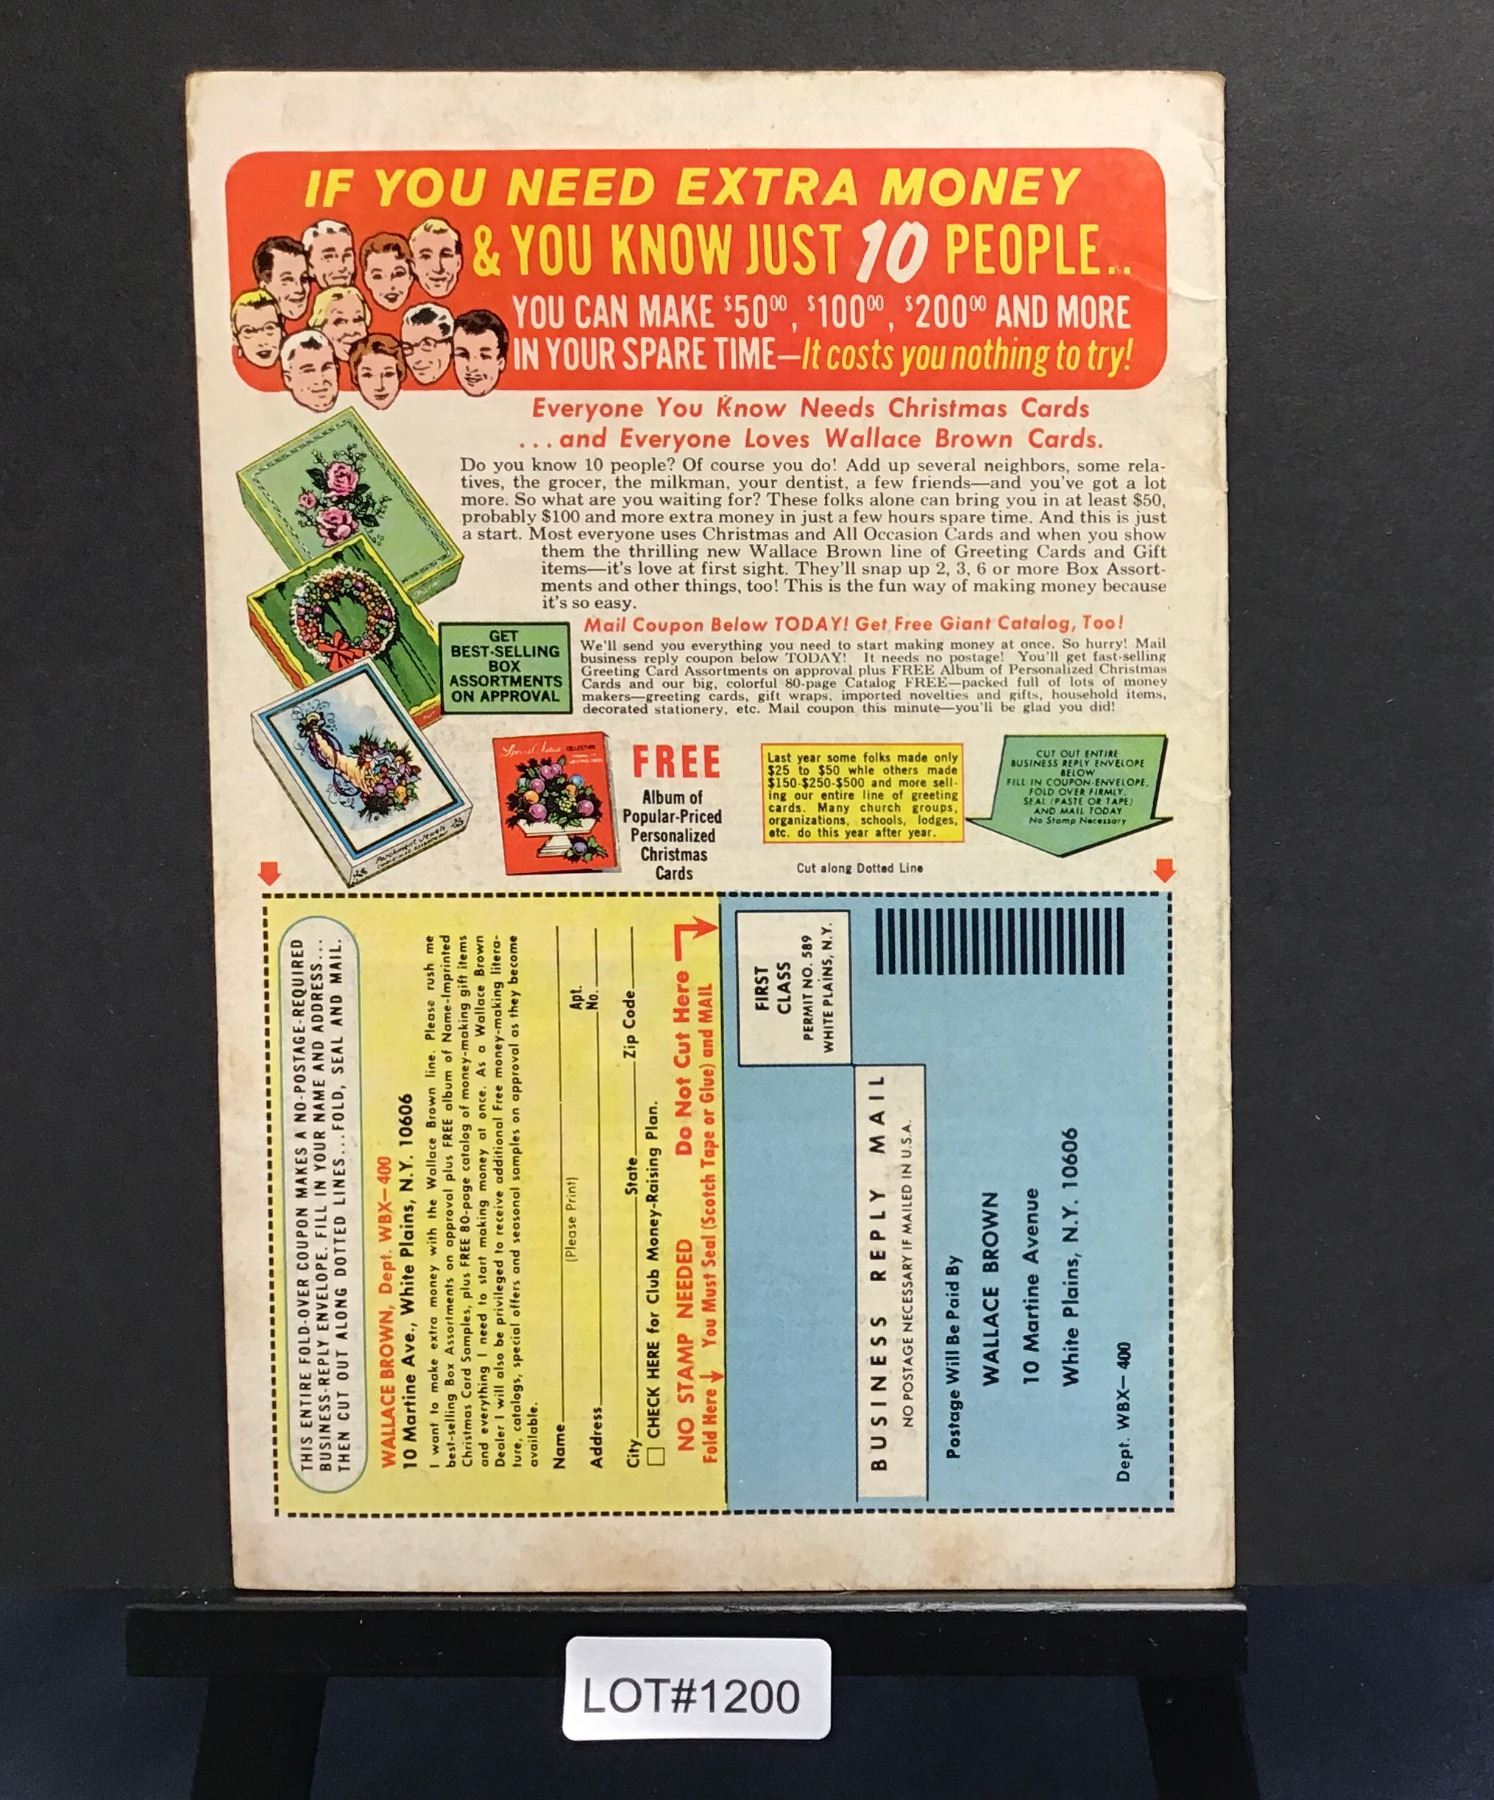 IF YOU NEED EXTRA MONEY
& YOU KNOW JUST 10 PEOPLE..
YOU CAN MAKE $50⁰⁰, $100⁰⁰, $200⁰⁰ AND MORE
IN YOUR SPARE TIME—It costs you nothing to try!
Everyone You Know Needs Christmas Cards
...and Everyone Loves Wallace Brown Cards.
Do you know 10 people? Of course you do! Add up several neighbors, some rela-
tives, the grocer, the milkman, your dentist, a few friends—and you've got a lot
more. So what are you waiting for? These folks alone can bring you in at least $50,
probably $100 and more extra money in just a few hours spare time. And this is just
a start. Most everyone uses Christmas and All Occasion Cards and when you show
them the thrilling new Wallace Brown line of Greeting Cards and Gift
items—it's love at first sight. They'll snap up 2, 3, 6 or more Box Assort-
ments and other things, too! This is the fun way of making money because
it's so easy.
GET
BEST-SELLING
BOX
ASSORTMENTS
ON APPROVAL
Mail Coupon Below TODAY! Get Free Giant Catalog, Too!
We'll send you everything you need to start making money at once. So hurry! Mail
business reply coupon below TODAY! It needs no postage! You'll get fast-selling
Greeting Card Assortments on approval plus FREE Album of Personalized Christmas
Cards and our big, colorful 80-page Catalog FREE—packed full of lots of money
makers—greeting cards, gift wraps, imported novelties and gifts, household items,
decorated stationery, etc. Mail coupon this minute—you'll be glad you did!
FREE
Album of
Popular-Priced
Personalized
Christmas
Cards
Last year some folks made only
$25 to $50 whle others made
$150-$250-$500 and more sell-
ing our entire line of greeting
cards. Many church groups,
organizations, schools, lodges,
etc. do this year after year.
CUT OUT ENTIRE
BUSINESS REPLY ENVELOPE
BELOW
FILL IN COUPON-ENVELOPE,
FOLD OVER FIRMLY,
SEAL (PASTE OR TAPE)
AND MAIL TODAY
No Stamp Necessary
Cut along Dotted Line
THIS ENTIRE FOLD-OVER COUPON MAKES A NO-POSTAGE-REQUIRED
BUSINESS-REPLY ENVELOPE. FILL IN YOUR NAME AND ADDRESS...
THEN CUT OUT ALONG DOTTED LINES...FOLD, SEAL AND MAIL.
WALLACE BROWN, Dept. WBX—400
10 Martine Ave., White Plains, N.Y. 10606
I want to make extra money with the Wallace Brown line. Please rush me
best-selling Box Assortments on approval plus FREE album of Name-Imprinted
Christmas Card Samples, plus FREE 80-page catalog of money-making gift items
and everything I need to start making money at once. As a Wallace Brown
Dealer I will also be privileged to receive additional Free money-making litera-
ture, catalogs, special offers and seasonal samples on approval as they become
available.
Name
(Please Print)
Address Apt. No.
City State Zip Code
CHECK HERE for Club Money-Raising Plan.
NO STAMP NEEDED Do Not Cut Here
Fold Here You Must Seal (Scotch Tape or Glue) and MAIL
FIRST
CLASS
PERMIT NO. 589
WHITE PLAINS, N.Y.
BUSINESS REPLY MAIL
NO POSTAGE NECESSARY IF MAILED IN U.S.A.
Postage Will Be Paid By
WALLACE BROWN
10 Martine Avenue
White Plains, N.Y. 10606
Dept. WBX—400
LOT#1200